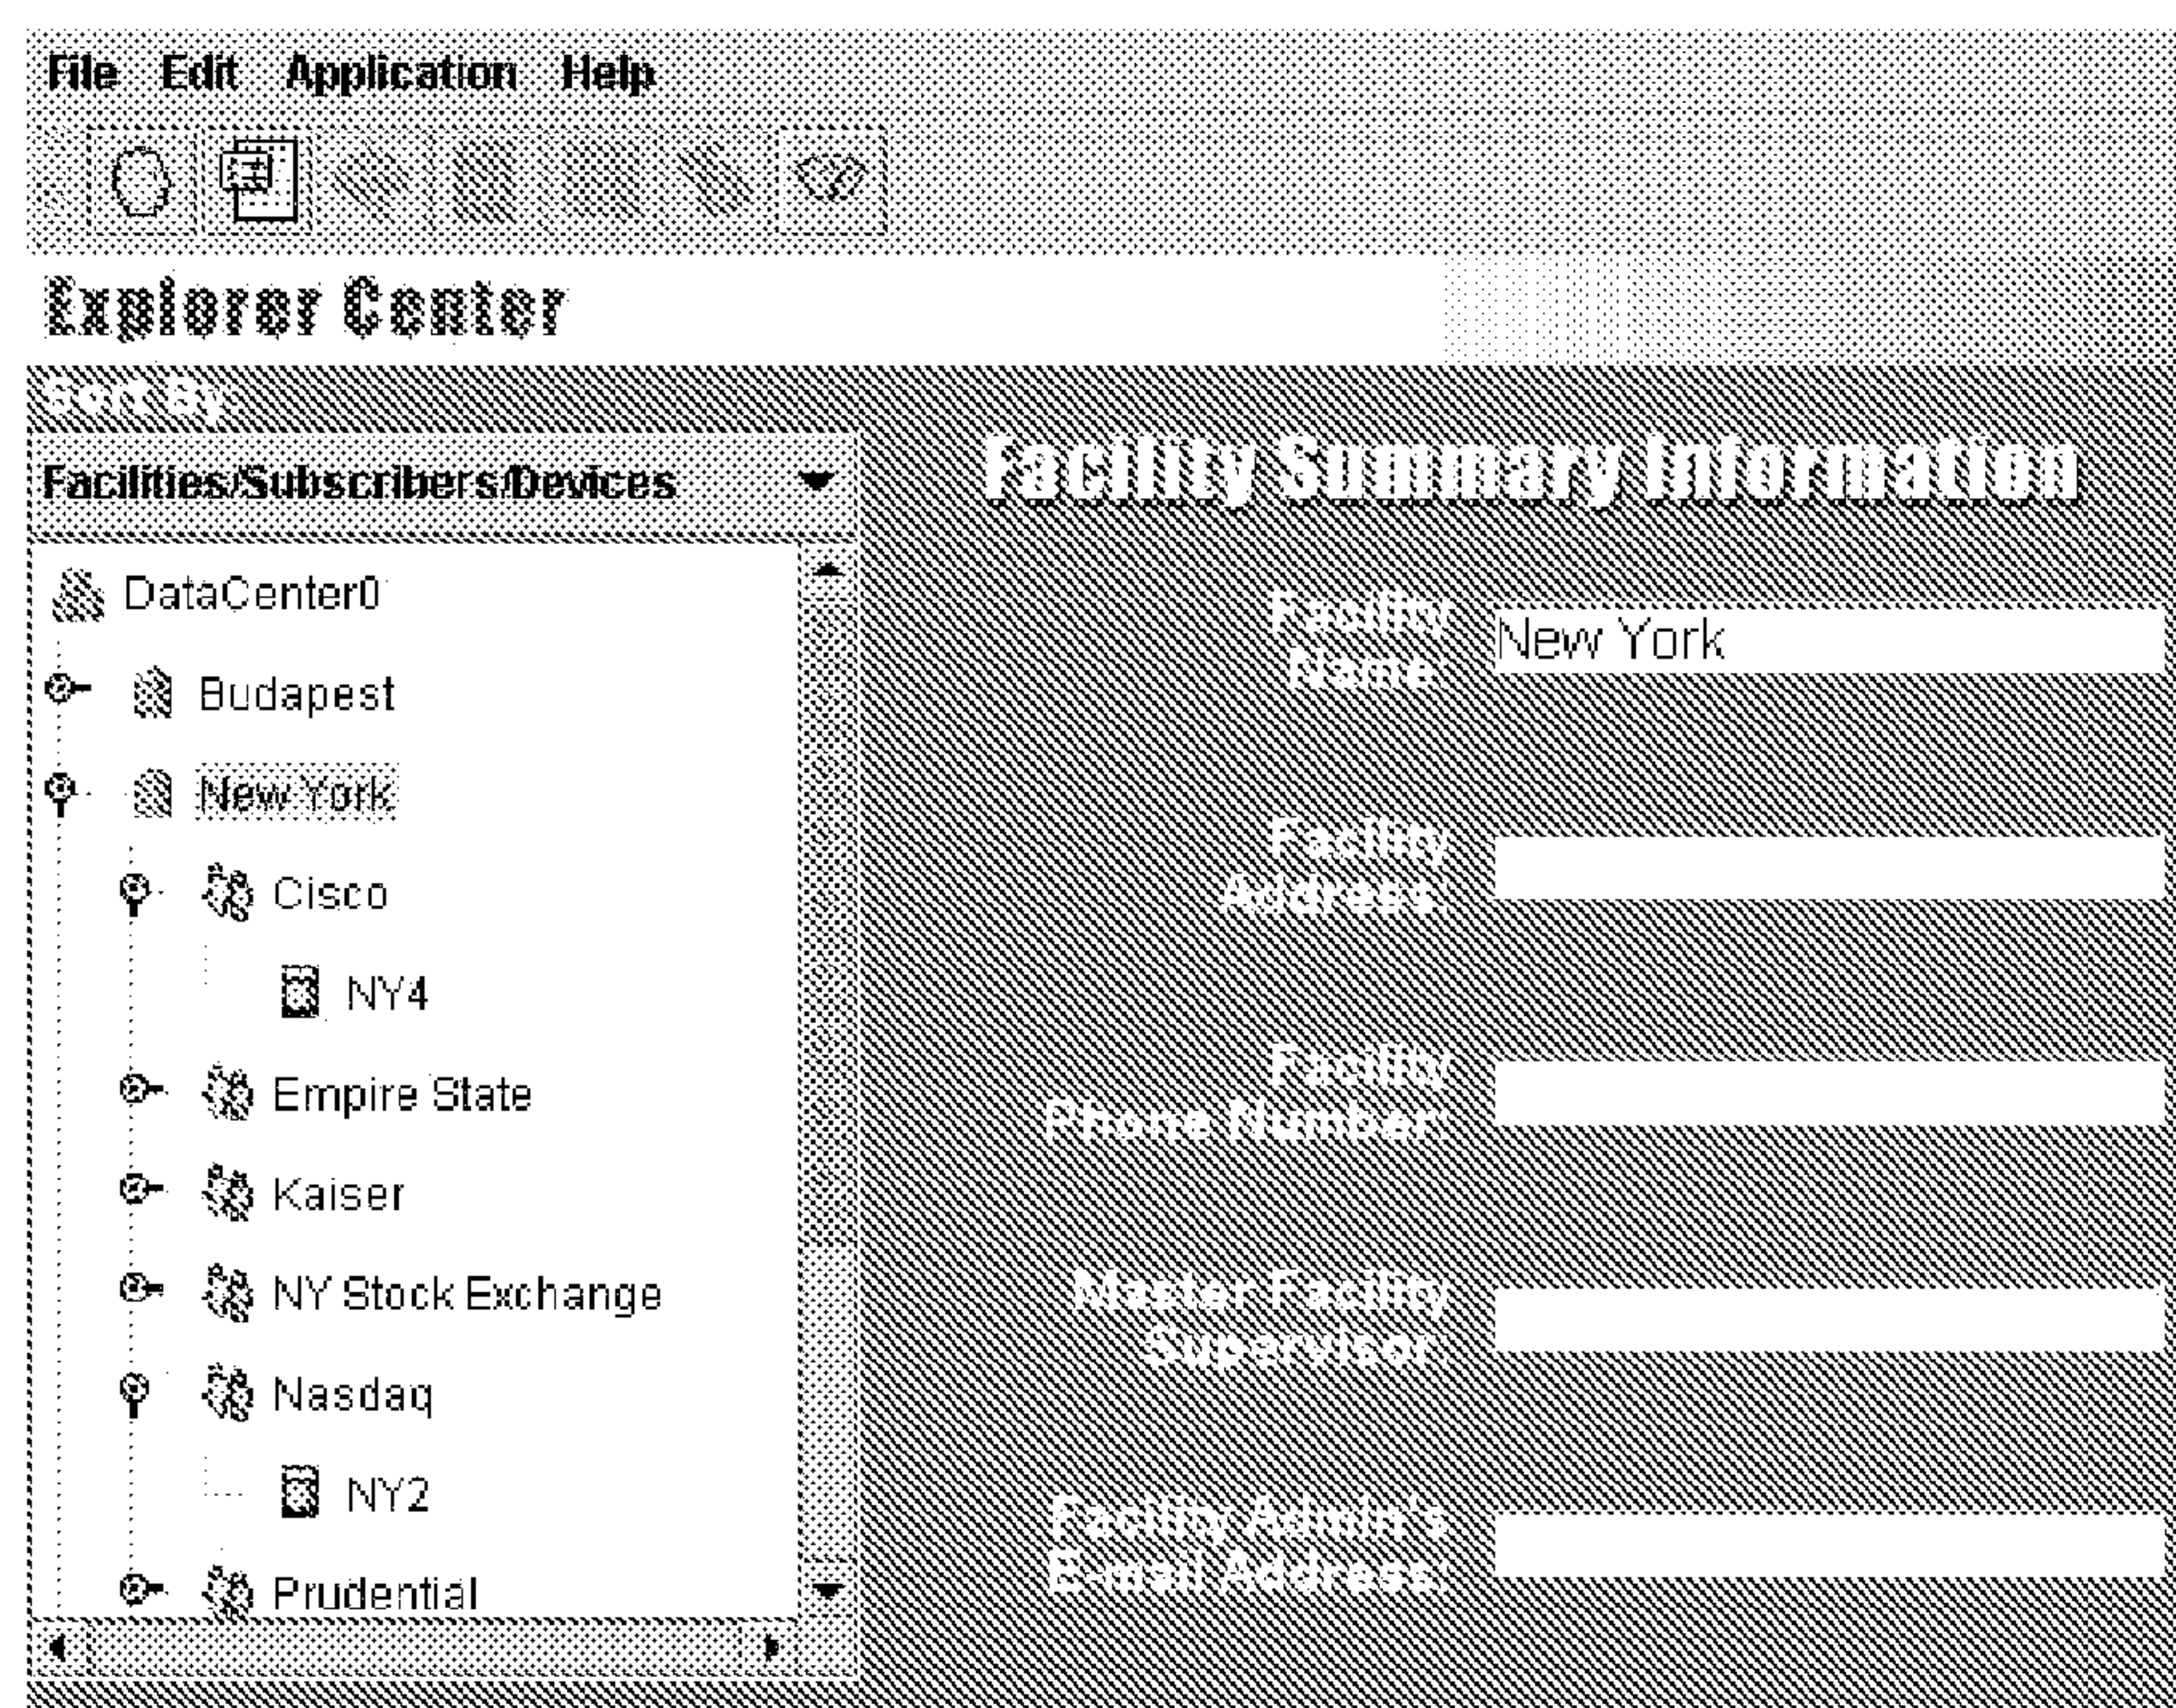 File Edit Application Help
Explorer Center
Sort By:
Facilities/Subscribers/Devices
DataCenter0
Budapest
New York
Cisco
NY4
Empire State
Kaiser
NY Stock Exchange
Nasdaq
NY2
Prudential
Facility Summary Information
Facility
Name:
New York
Facility
Address:
Facility
Phone Number:
Master Facility
Supervisor:
Facility Admin's
E-mail Address: